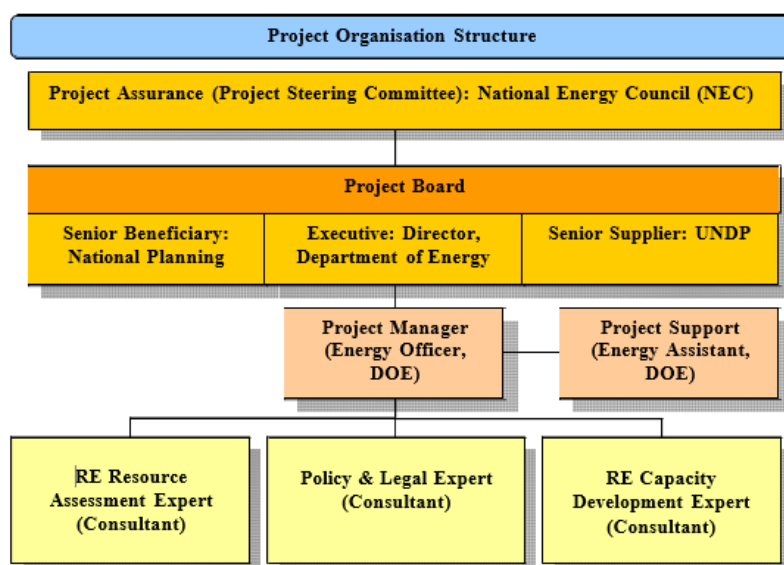 Project Organisation Structure
Project Assurance (Project Steering Committee): National Energy Council (NEC)
Project Board
Senior Beneficiary:
National Planning
Executive: Director,
Department of Energy
Senior Supplier: UNDP
Project Manager
(Energy Officer,
DOE)
Project Support
(Energy Assistant,
DOE)
RE Resource
Assessment Expert
(Consultant)
Policy & Legal Expert
(Consultant)
RE Capacity
Development Expert
(Consultant)